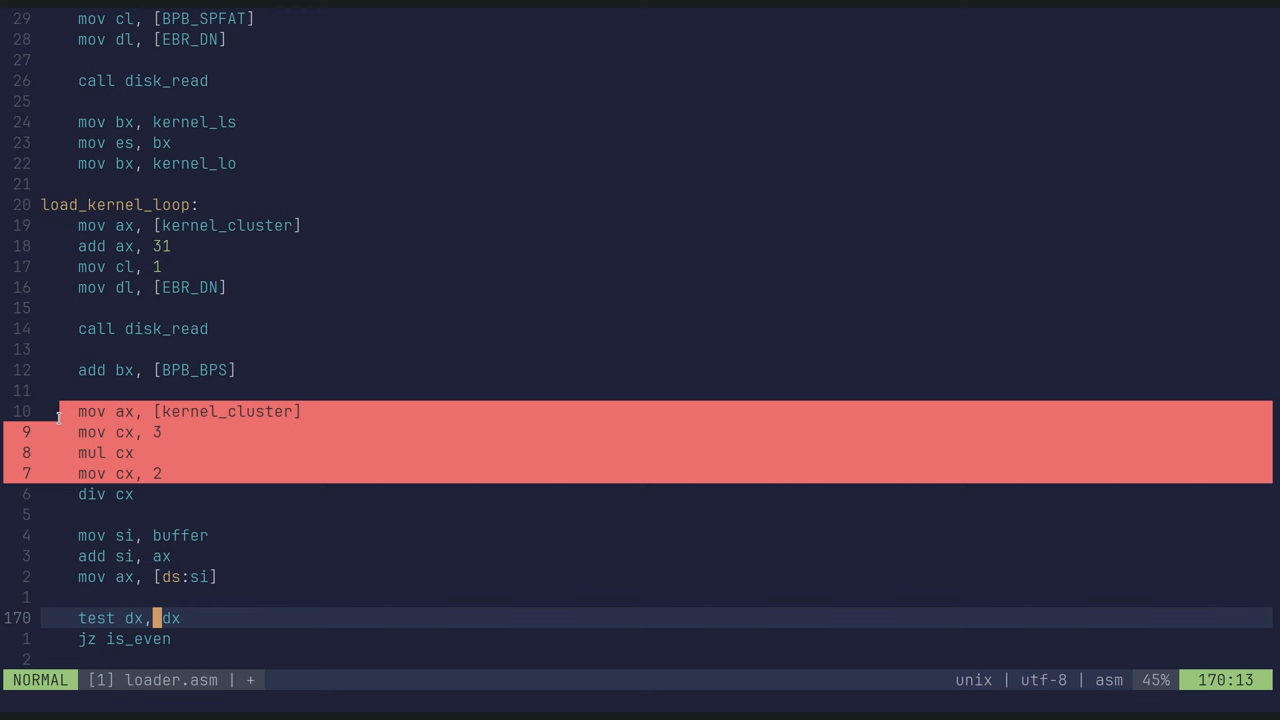 29 mov cl, [BPB_SPFAT]
28 mov dl, [EBR_DN]
27
26 call disk_read
25
24 mov bx, kernel_ls
23 mov es, bx
22 mov bx, kernel_lo
21
20 load_kernel_loop:
19 mov ax, [kernel_cluster]
18 add ax, 31
17 mov cl, 1
16 mov dl, [EBR_DN]
15
14 call disk_read
13
12 add bx, [BPB_BPS]
11
10 mov ax, [kernel_cluster]
9 mov cx, 3
8 mul cx
7 mov cx, 2
6 div cx
5
4 mov si, buffer
3 add si, ax
2 mov ax, [ds:si]
1
170 test dx, dx
1 jz is_even
2
NORMAL [1] loader.asm | + unix | utf-8 | asm 45% 170:13